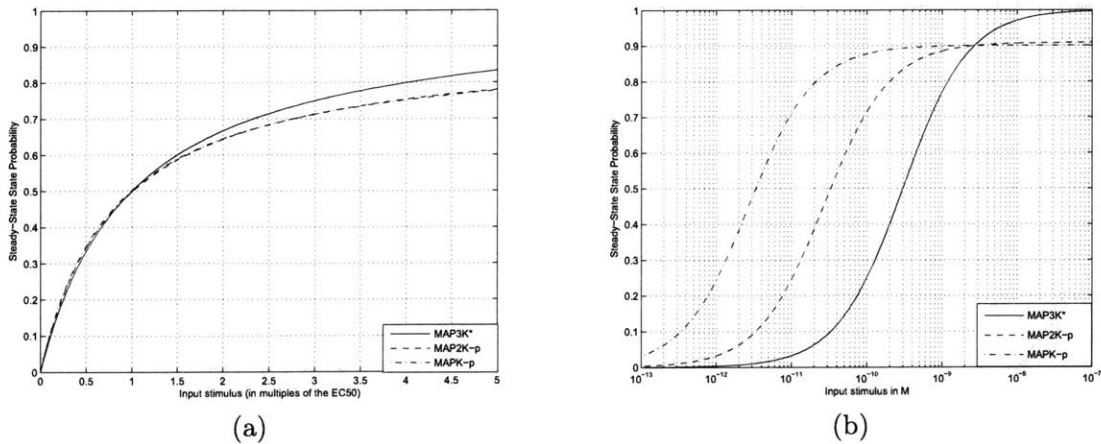 Steady-State State Probability
1
0.9
0.8
0.7
0.6
0.5
0.4
0.3
0.2
0.1
0
0 0.5 1 1.5 2 2.5 3 3.5 4 4.5 5
Input stimulus (in multiples of the EC50)
MAP3K*
MAP2K-p
MAPK-p
(a)
Steady-State State Probability
1
0.9
0.8
0.7
0.6
0.5
0.4
0.3
0.2
0.1
0
10⁻¹³ 10⁻¹² 10⁻¹¹ 10⁻¹⁰ 10⁻⁹ 10⁻⁸ 10⁻⁷
Input stimulus in M
MAP3K*
MAP2K-p
MAPK-p
(b)